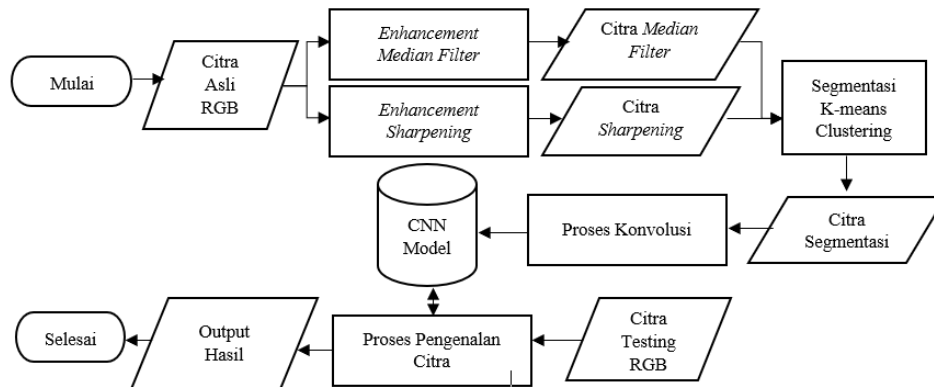 Mulai
Citra
Asli
RGB
Enhancement
Median Filter
Citra Median
Filter
Enhancement
Sharpening
Citra
Sharpening
Segmentasi
K-means
Clustering
Citra
Segmentasi
Proses Konvolusi
CNN
Model
Citra
Testing
RGB
Proses Pengenalan
Citra
Output
Hasil
Selesai